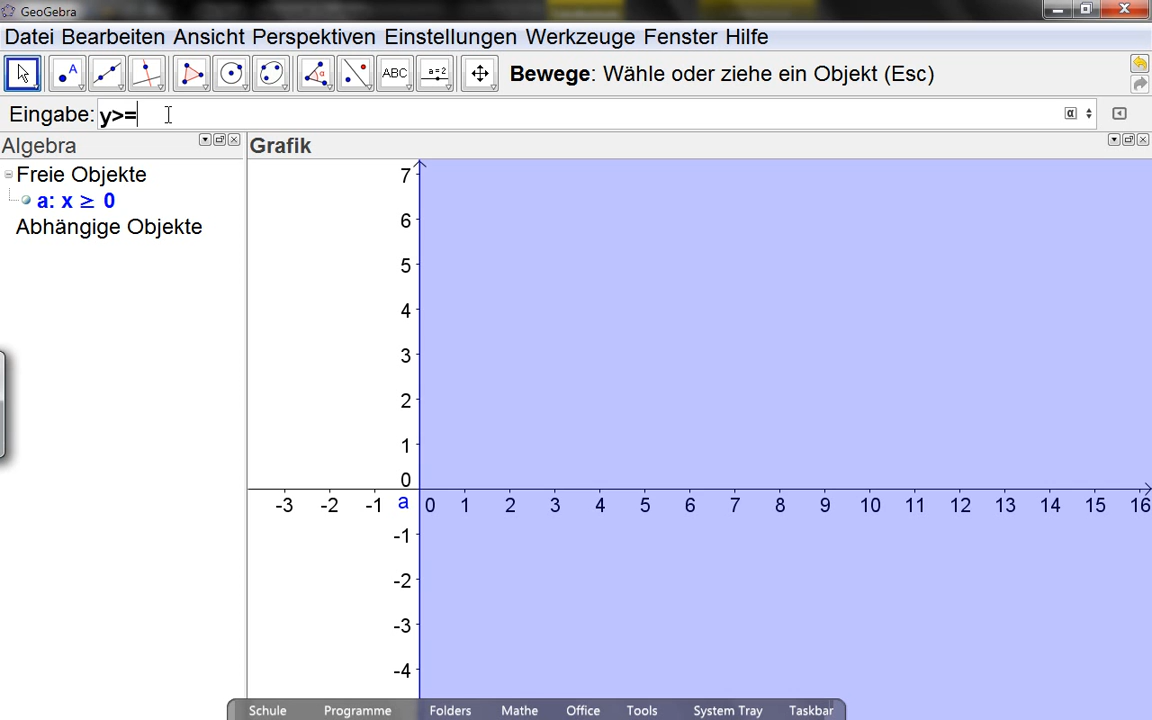 GeoGebra
Datei Bearbeiten Ansicht Perspektiven Einstellungen Werkzeuge Fenster Hilfe
A
α
ABC
a=2
Bewege: Wähle oder ziehe ein Objekt (Esc)
Eingabe: y>=
α
Algebra
Grafik
Freie Objekte
a: x ≥ 0
Abhängige Objekte
7
6
5
4
3
2
1
0
-3 -2 -1 a 0 1 2 3 4 5 6 7 8 9 10 11 12 13 14 15 16
-1
-2
-3
-4
Schule Programme Folders Mathe Office Tools System Tray Taskbar